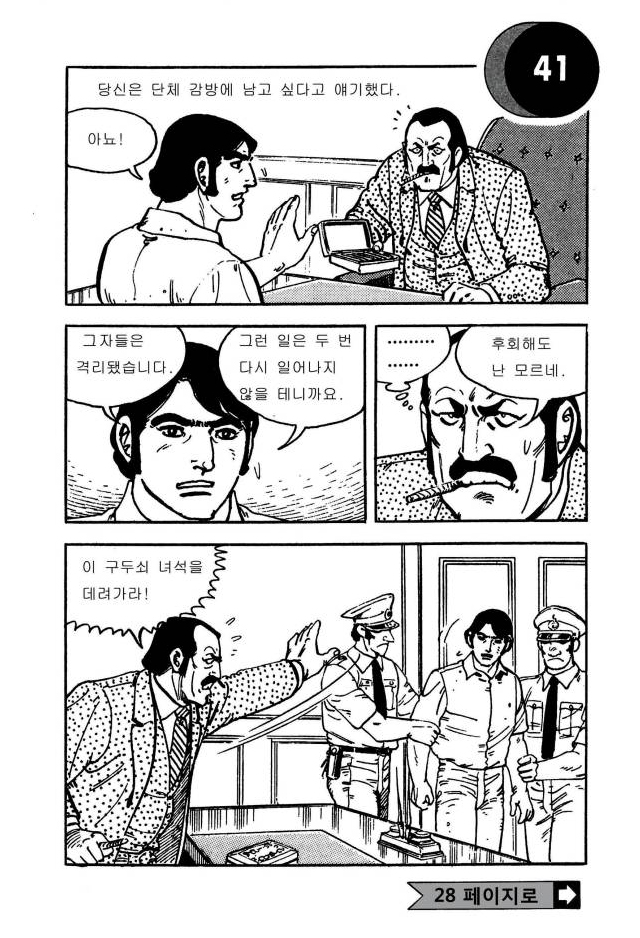 41
당신은 단체 감방에 남고 싶다고 얘기했다.
아뇨!
그자들은
격리됐습니다.
그런 일은 두 번
다시 일어나지
않을 테니까요.
………
………
후회해도
난 모르네.
이 구두쇠 녀석을
데려가라!
28 페이지로